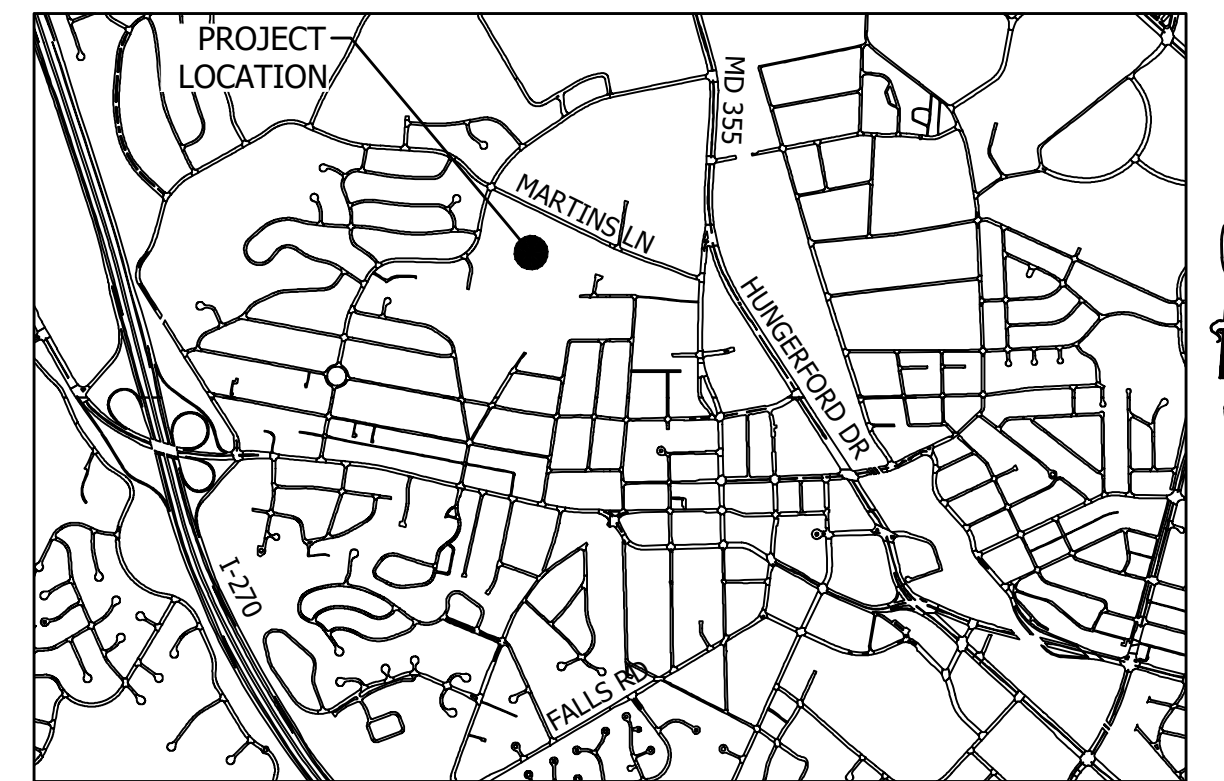 PROJECT
LOCATION
MD 355
MARTINS LN
HUNGERFORD DR
I-270
FALLS RD